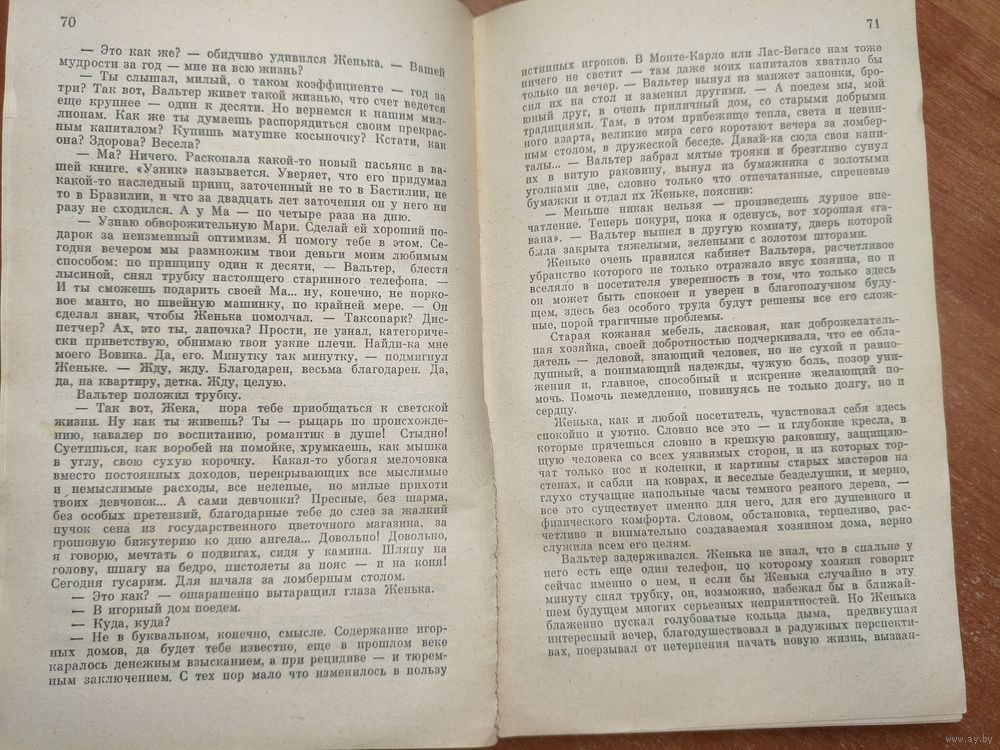 70
— Это как же? — обидчиво удивился Женька. — Вашей
мудрости за год — мне на всю жизнь?
— Ты слышал, милый, о таком коэффициенте — год за
три? Так вот, Вальтер живет такой жизнью, что счет ведется
еще крупнее — один к десяти. Но вернемся к нашим мил-
лионам. Как же ты думаешь распорядиться своим прекрас-
ным капиталом? Купишь матушке косыночку? Кстати, как
она? Здорова? Весела?
— Ма? Ничего. Раскопала какой-то новый пасьянс в ва-
шей книге. «Узник» называется. Уверяет, что его придумал
какой-то наследный принц, заточенный не то в Бастилии, не
то в Бразилии, и что за двадцать лет заточения он у него ни
разу не сходился. А у Ма — по четыре раза на дню.
— Узнаю обворожительную Мари. Сделай ей хороший по-
дарок за неизменный оптимизм. Я помогу тебе в этом. Се-
годня вечером мы размножим твои деньги моим любимым
способом: по принципу один к десяти, — Вальтер, блестя
лысиной, снял трубку настоящего старинного телефона. —
И ты сможешь подарить своей Ма... ну, конечно, не норко-
вое манто, но швейную машинку, по крайней мере. — Он
сделал знак, чтобы Женька помолчал. — Таксопарк? Дис-
петчер? Ах, это ты, лапочка? Прости, не узнал, категориче-
ски приветствую, обнимаю твои узкие плечи. Найди-ка мне
моего Вовика. Да, его. Минутку так минутку, — подмигнул
Женьке. — Жду, жду. Благодарен, весьма благодарен. Да,
да, на квартиру, детка. Жду, целую.
Вальтер положил трубку.
— Так вот, Жека, пора тебе приобщаться к светской
жизни. Ну как ты живешь? Ты — рыцарь по происхожде-
нию, кавалер по воспитанию, романтик в душе! Стыдно!
Суетишься, как воробей на помойке, хрумкаешь, как мышка
в углу, свою сухую корочку. Какая-то убогая мелочовка
вместо постоянных доходов, перекрывающих все мыслимые
и немыслимые расходы, все нелепые, но милые прихоти
твоих девчонок... А сами девчонки? Пресные, без шарма,
без особых претензий, благодарные тебе до слез за жалкий
пучок сена из государственного цветочного магазина, за
грошовую бижутерию ко дню ангела... Довольно! Довольно,
я говорю, мечтать о подвигах, сидя у камина. Шляпу на
голову, шпагу на бедро, пистолеты за пояс — и на коня!
Сегодня гусарим. Для начала за ломберным столом.
— Это как? — ошарашенно вытаращил глаза Женька.
— В игорный дом поедем.
— Куда, куда?
— Не в буквальном, конечно, смысле. Содержание игор-
ных домов, да будет тебе известно, еще в прошлом веке
каралось денежным взысканием, а при рецидиве — и тюрем-
ным заключением. С тех пор мало что изменилось в пользу
71
истинных игроков. В Монте-Карло или Лас-Вегасе нам тоже
ничего не светит — там даже моих капиталов хватило бы
только на вечер. — Вальтер вынул из манжет запонки, бро-
сил их на стол и заменил другими. — А поедем мы, мой
юный друг, в очень приличный дом, со старыми добрыми
традициями. Там, в этом прибежище тепла, света и невин-
ного азарта, великие мира сего коротают вечера за ломбер-
ным столом, в дружеской беседе. Давай-ка сюда свои капи-
талы... — Вальтер забрал мятые трояки и брезгливо сунул
их в витую раковину, вынул из бумажника с золотыми
уголками две, словно только что отпечатанные, сиреневые
бумажки и отдал их Женьке, пояснив:
— Меньше никак нельзя — произведешь дурное впе-
чатление. Теперь покури, пока я оденусь, вот хорошая «га-
вана». — Вальтер вышел в другую комнату, дверь которой
была закрыта тяжелыми, зелеными с золотом шторами.
Женьке очень нравился кабинет Вальтера, расчетливое
убранство которого не только отражало вкус хозяина, но и
вселяло в посетителя уверенность в том, что только здесь
он может быть спокоен и уверен в благополучном буду-
щем, здесь без особого труда будут решены все его слож-
ные, порой трагичные проблемы.
Старая кожаная мебель, ласковая, как доброжелатель-
ная хозяйка, своей добротностью подчеркивала, что ее обла-
датель — деловой, знающий человек, но не сухой и равно-
душный, а понимающий надежды, чужую боль, позор уни-
жения и, главное, способный и искренне желающий по-
мочь. Помочь немедленно, повинуясь не только долгу, но и
сердцу.
Женька, как и любой посетитель, чувствовал себя здесь
спокойно и уютно. Словно все это — и глубокие кресла, в
которые прячешься словно в крепкую раковину, защищаю-
щую человека со всех уязвимых сторон, и из которых тор-
чат только нос и коленки, и картины старых мастеров на
стенах, и сабли на коврах, и веселые безделушки, и мерно,
глухо стучащие напольные часы темного резного дерева, —
все это существует именно для него, для его душевного и
физического комфорта. Словом, обстановка, терпеливо, рас-
четливо и внимательно создаваемая хозяином дома, верно
служила всем его целям.
Вальтер задерживался. Женька не знал, что в спальне у
него есть еще один телефон, по которому хозяин говорит
сейчас именно о нем, и если бы Женька случайно в эту
минуту снял трубку, он, возможно, избежал бы в ближай-
шем будущем многих серьезных неприятностей. Но Женька
блаженно пускал голубоватые кольца дыма, предвкушая
интересный вечер, благодушествовал в радужных перспекти-
вах, поерзывал от нетерпения начать новую жизнь, вызван-
www.ay.by